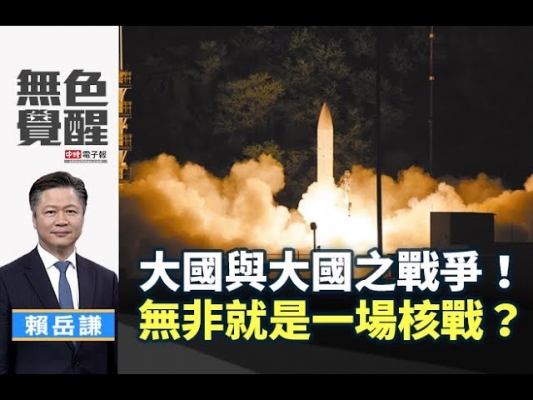 無色
覺醒
中時電子報
賴岳謙
大國與大國之戰爭！
無非就是一場核戰？